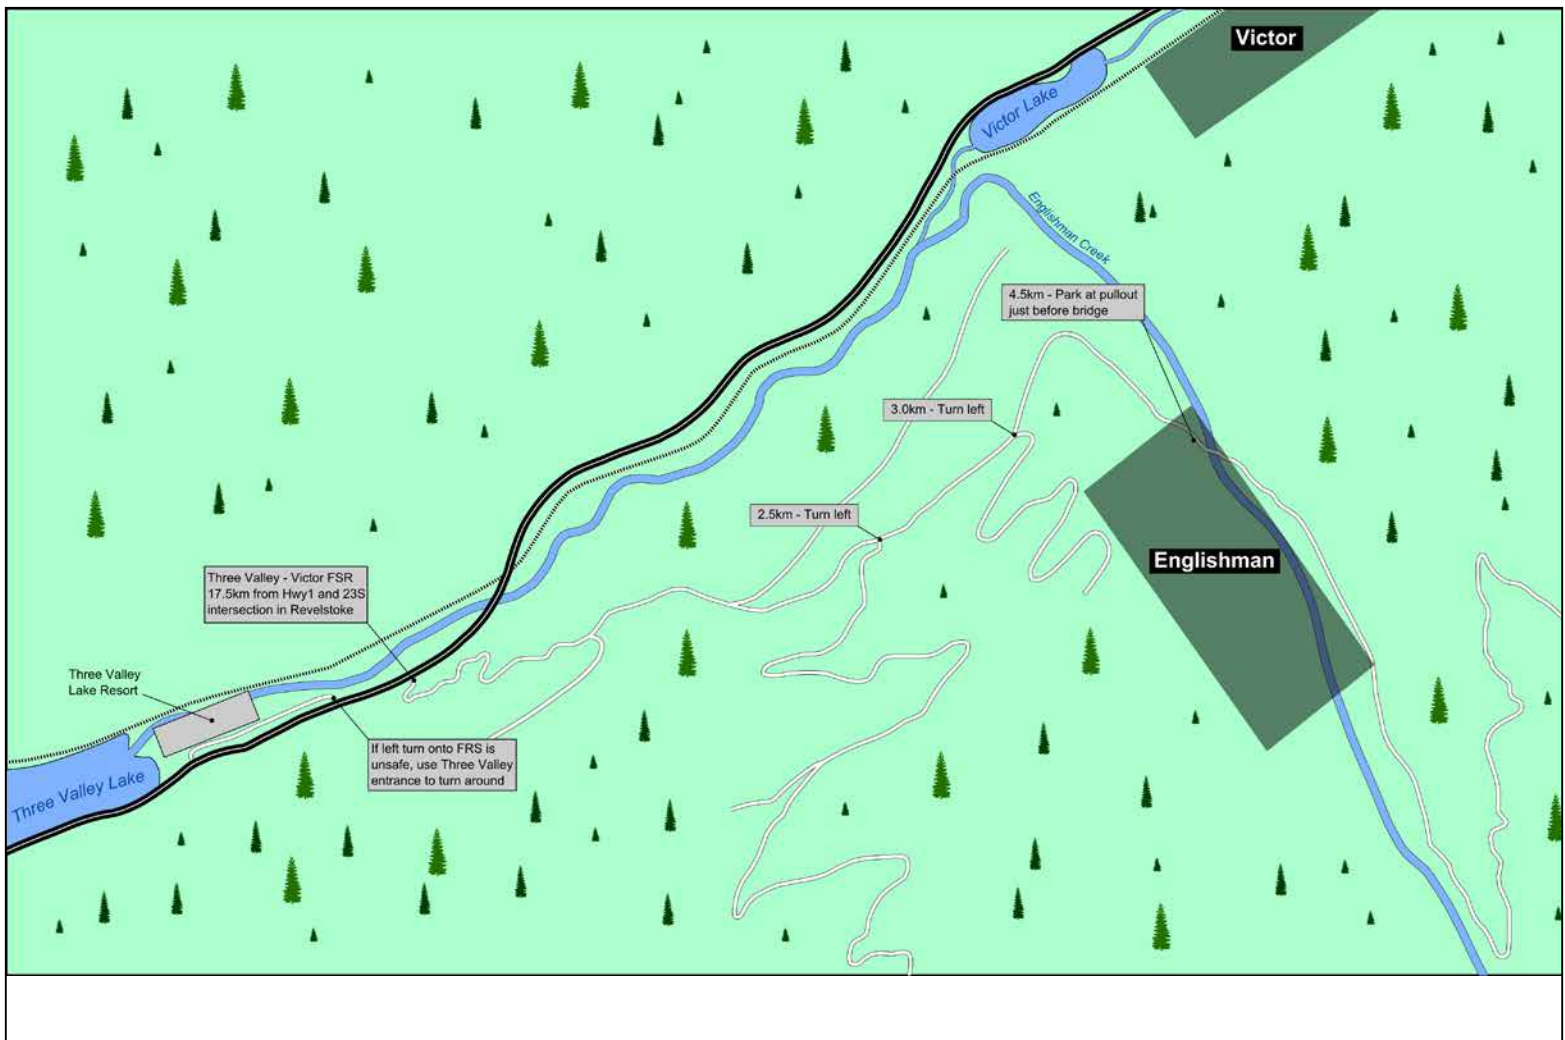 Victor
Victor Lake
Englishman Creek
4.5km - Park at pullout
just before bridge
3.0km - Turn left
2.5km - Turn left
Englishman
Three Valley - Victor FSR
17.5km from Hwy1 and 23S
intersection in Revelstoke
Three Valley
Lake Resort
If left turn onto FRS is
unsafe, use Three Valley
entrance to turn around
Three Valley Lake